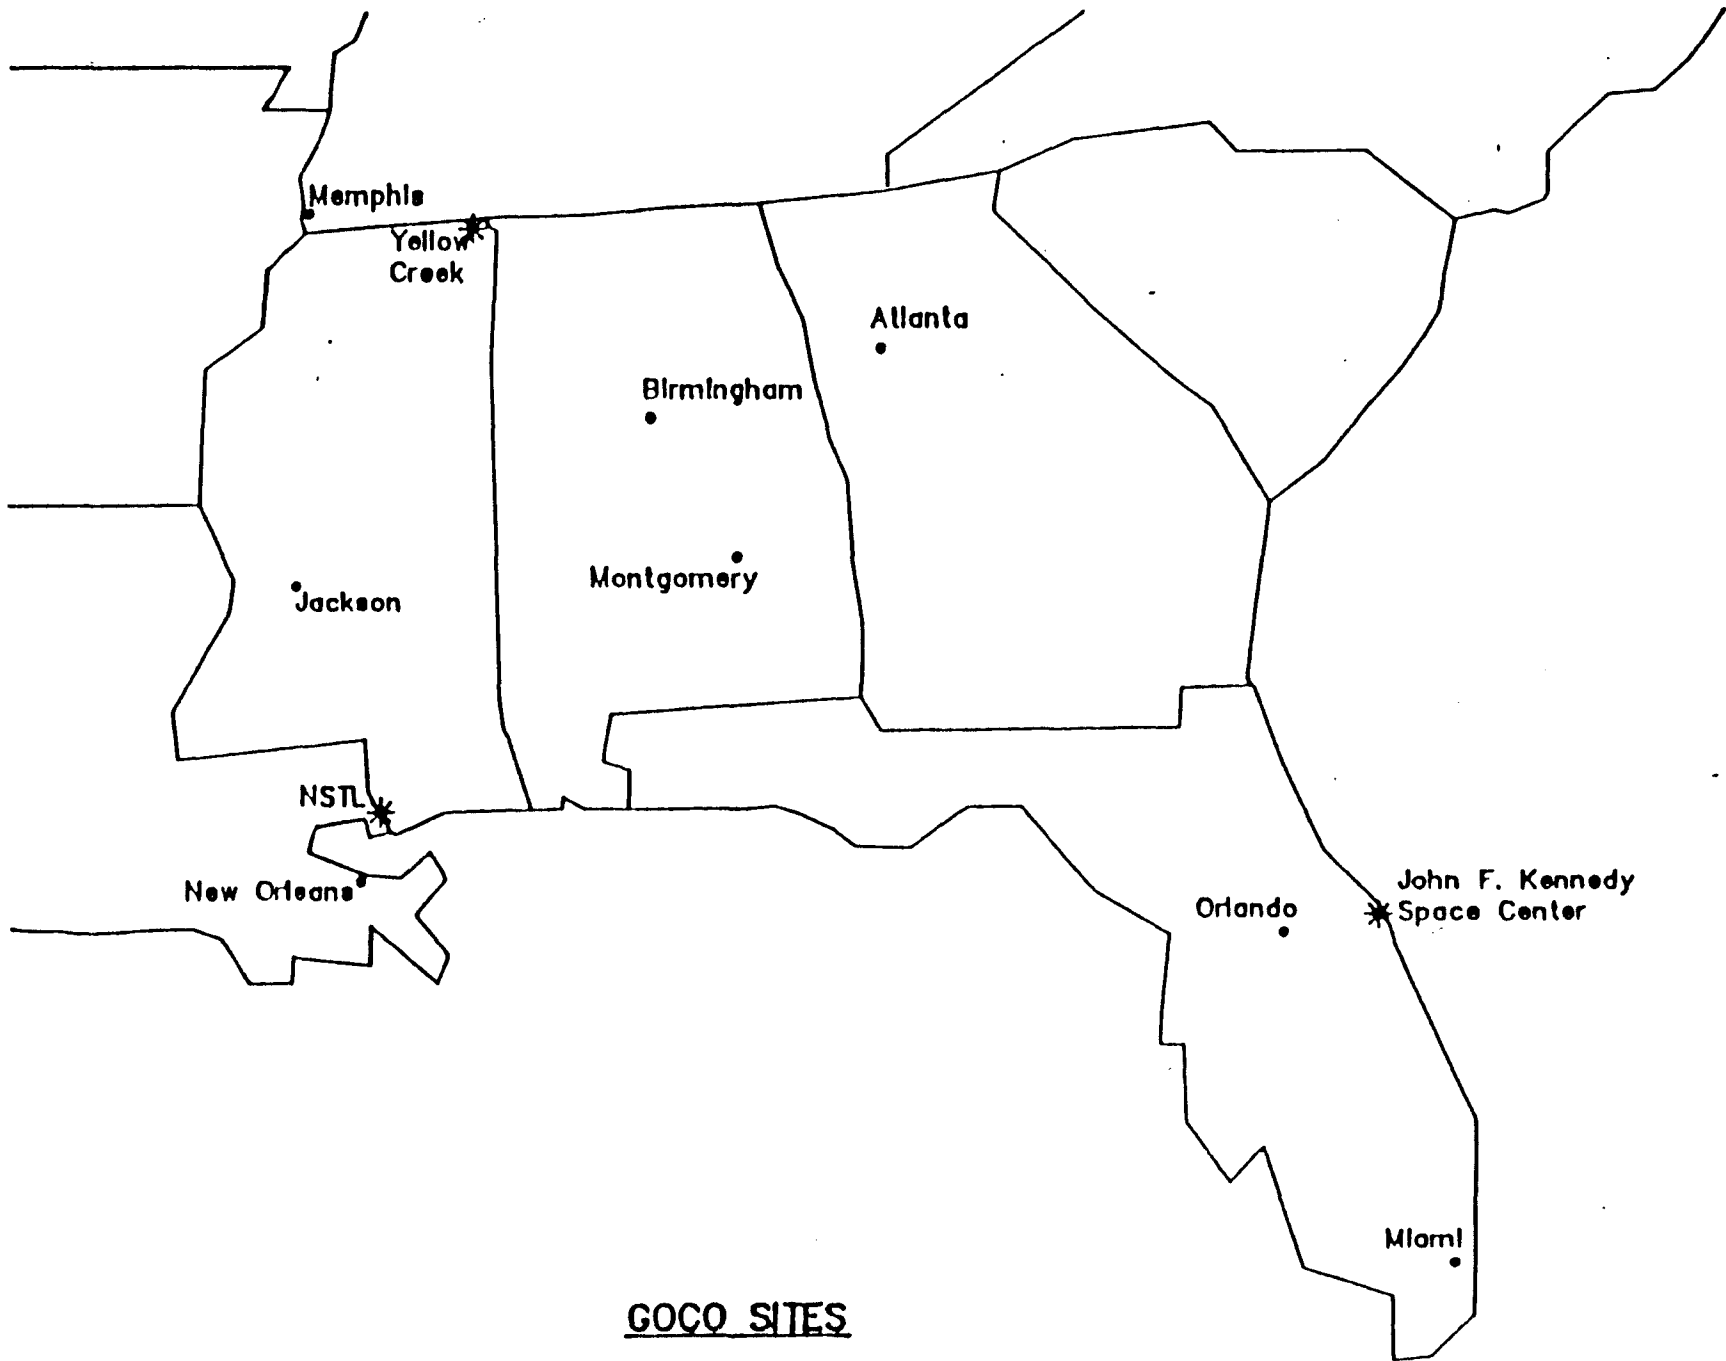 Memphis
Yellow
Creek
Atlanta
Birmingham
Montgomery
Jackson
NSTL
New Orleans
John F. Kennedy
Orlando
Space Center
Miami
GOCO SITES